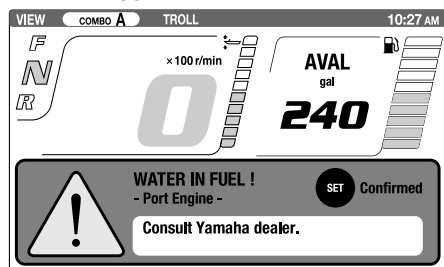 VIEW COMBO A TROLL 10:27 AM
F
N
R
×100 r/min
0
AVAL
gal
240
WATER IN FUEL !
- Port Engine -
SET Confirmed
Consult Yamaha dealer.